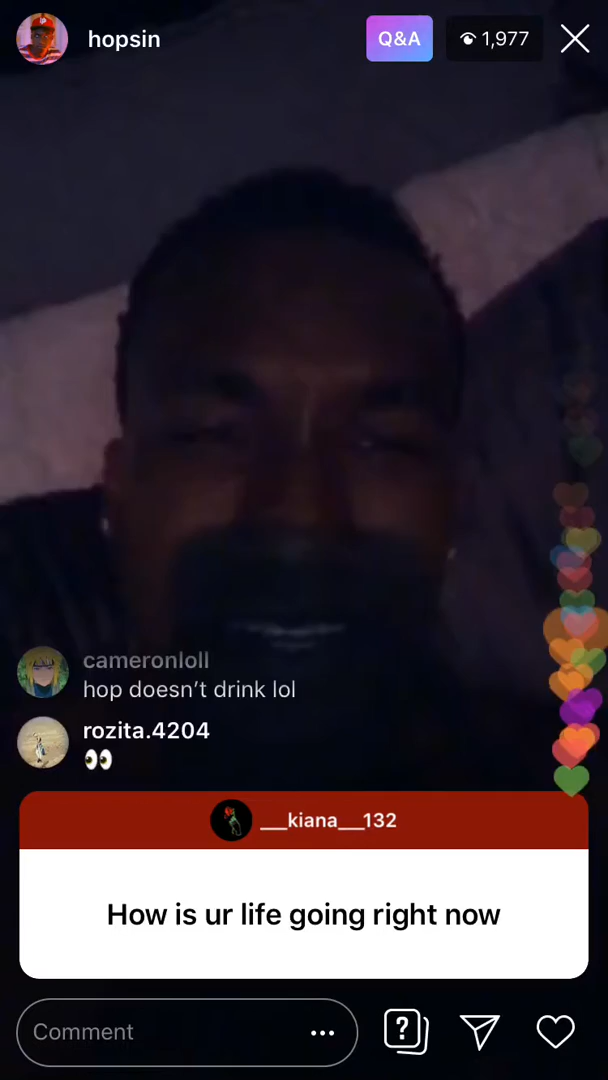 hopsin
Q&A
1,977
cameronloll
hop doesn't drink lol
rozita.4204
👀
___kiana___132
How is ur life going right now
Comment